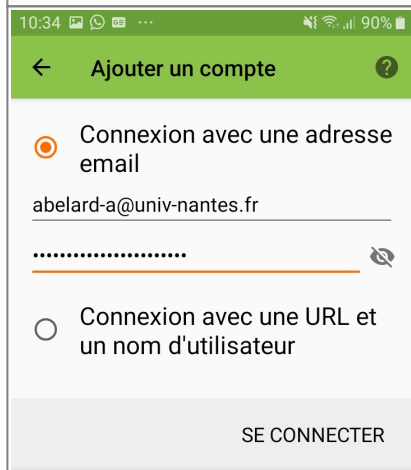 10:34 ... 90%
Ajouter un compte ?
Connexion avec une adresse
email
abelard-a@univ-nantes.fr
•••••••••••••••••••••••
Connexion avec une URL et
un nom d'utilisateur
SE CONNECTER